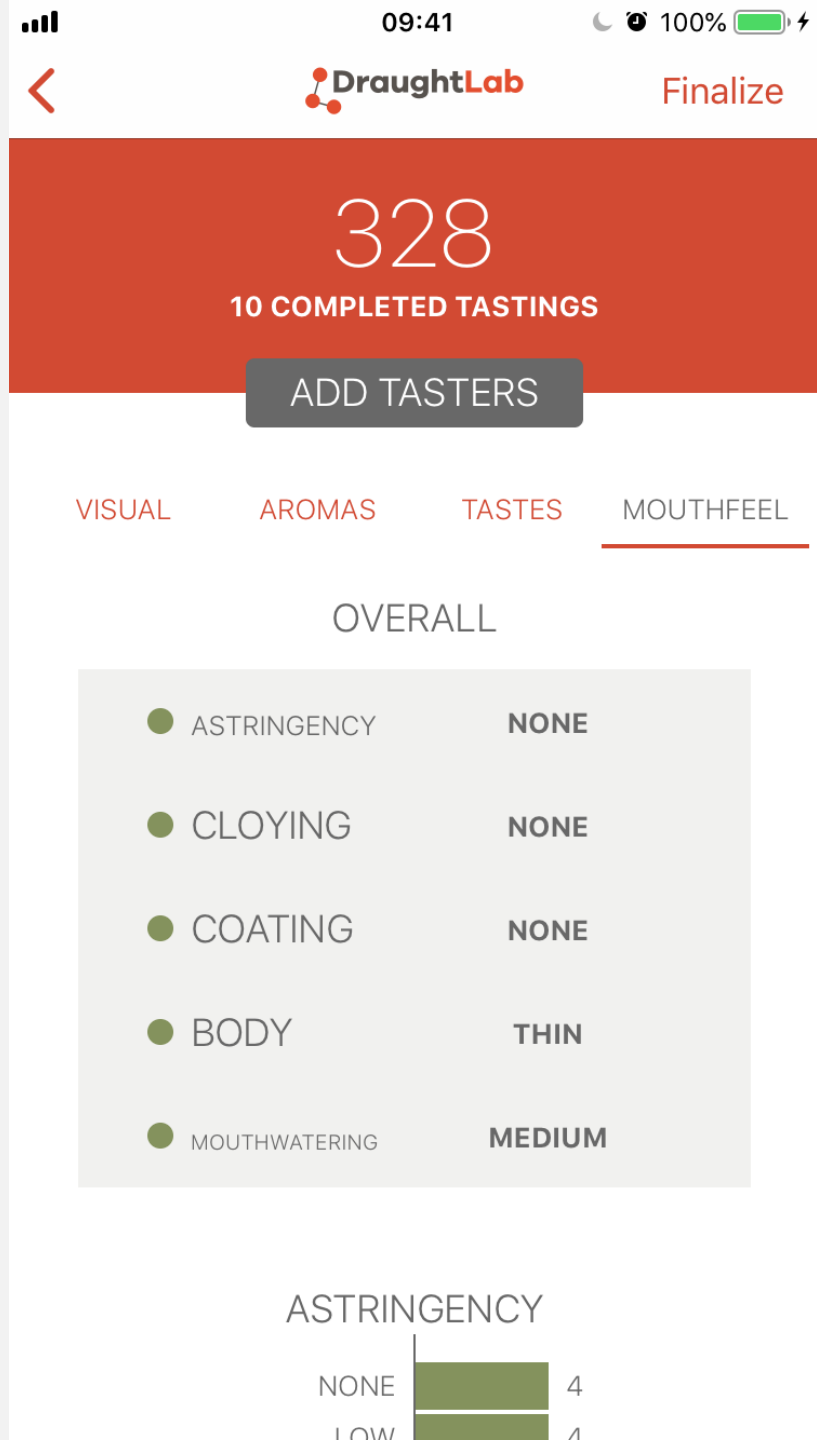 09:41 100%
DraughtLab Finalize
328
10 COMPLETED TASTINGS
ADD TASTERS
VISUAL AROMAS TASTES MOUTHFEEL
OVERALL
ASTRINGENCY NONE
CLOYING NONE
COATING NONE
BODY THIN
MOUTHWATERING MEDIUM
ASTRINGENCY
NONE 4
LOW 4